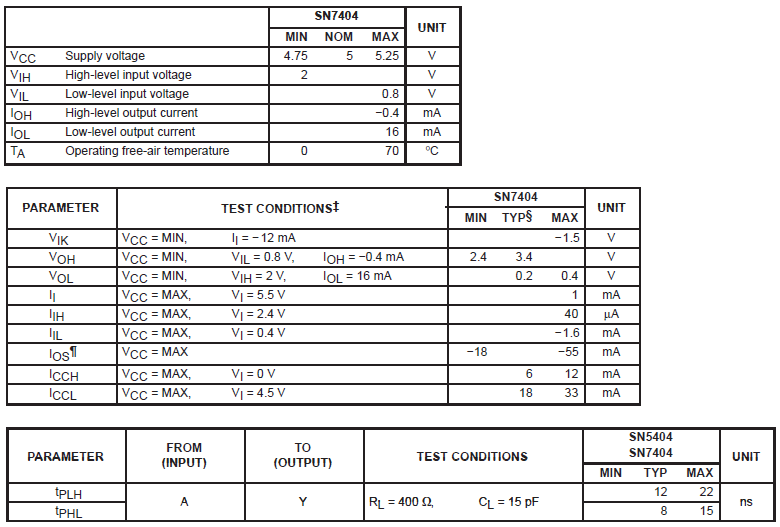 SN7404 UNIT
MIN NOM MAX
VCC Supply voltage 4.75 5 5.25 V
VIH High-level input voltage 2 V
VIL Low-level input voltage 0.8 V
IOH High-level output current −0.4 mA
IOL Low-level output current 16 mA
TA Operating free-air temperature 0 70 °C
PARAMETER TEST CONDITIONS‡ SN7404 UNIT
MIN TYP§ MAX
VIK VCC = MIN, II = − 12 mA −1.5 V
VOH VCC = MIN, VIL = 0.8 V, IOH = −0.4 mA 2.4 3.4 V
VOL VCC = MIN, VIH = 2 V, IOL = 16 mA 0.2 0.4 V
II VCC = MAX, VI = 5.5 V 1 mA
IIH VCC = MAX, VI = 2.4 V 40 µA
IIL VCC = MAX, VI = 0.4 V −1.6 mA
IOS¶ VCC = MAX −18 −55 mA
ICCH VCC = MAX, VI = 0 V 6 12 mA
ICCL VCC = MAX, VI = 4.5 V 18 33 mA
PARAMETER FROM (INPUT) TO (OUTPUT) TEST CONDITIONS SN5404 SN7404 UNIT
MIN TYP MAX
tPLH A Y RL = 400 Ω, CL = 15 pF 12 22 ns
tPHL 8 15